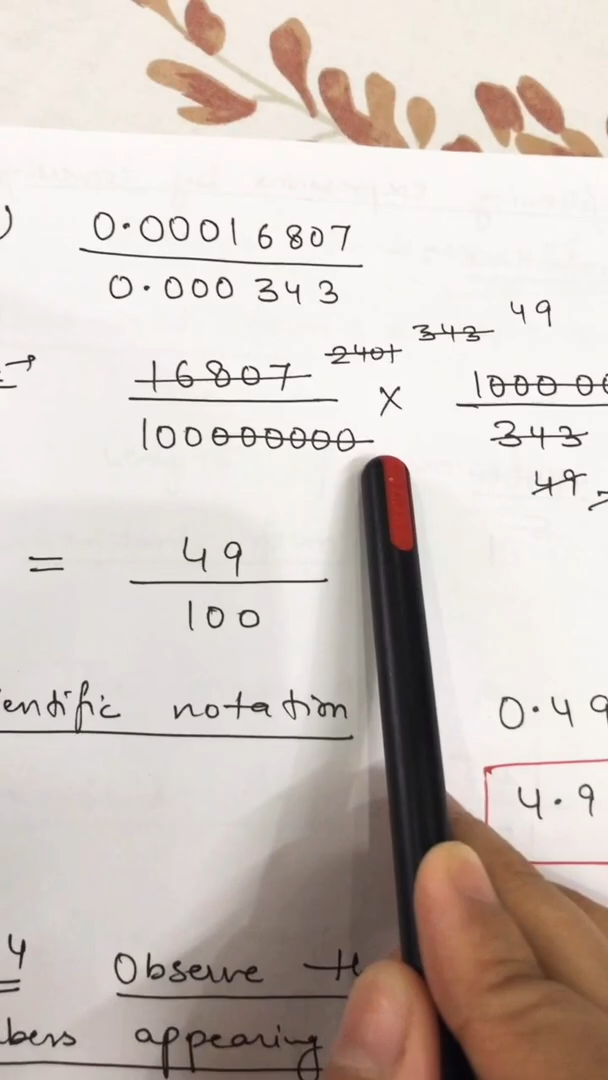 )
0.00016807
0.000343
2401 343 49
16807 × 100000
100000000 343
49
= 49
100
entific notation
0.49
4.9
4 Observe
bers appearing